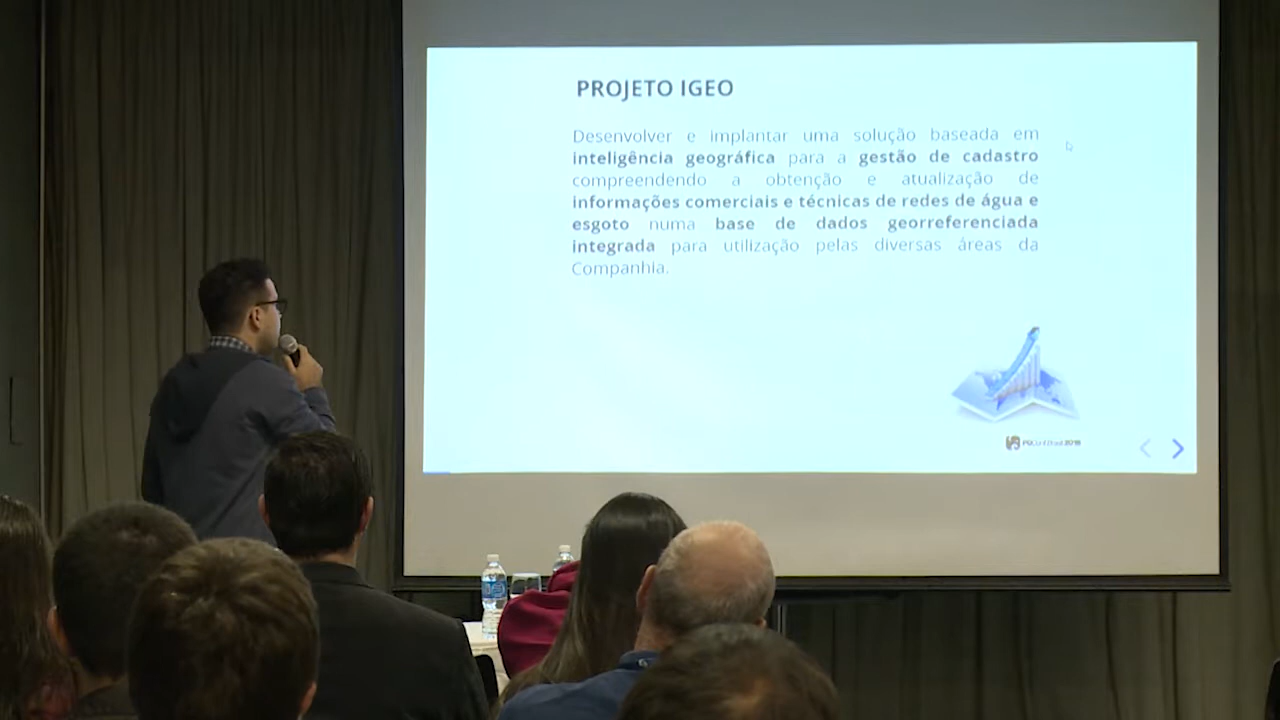 PROJETO IGEO
Desenvolver e implantar uma solução baseada em
inteligência geográfica para a gestão de cadastro
compreendendo a obtenção e atualização de
informações comerciais e técnicas de redes de água e
esgoto numa base de dados georreferenciada
integrada para utilização pelas diversas áreas da
Companhia.